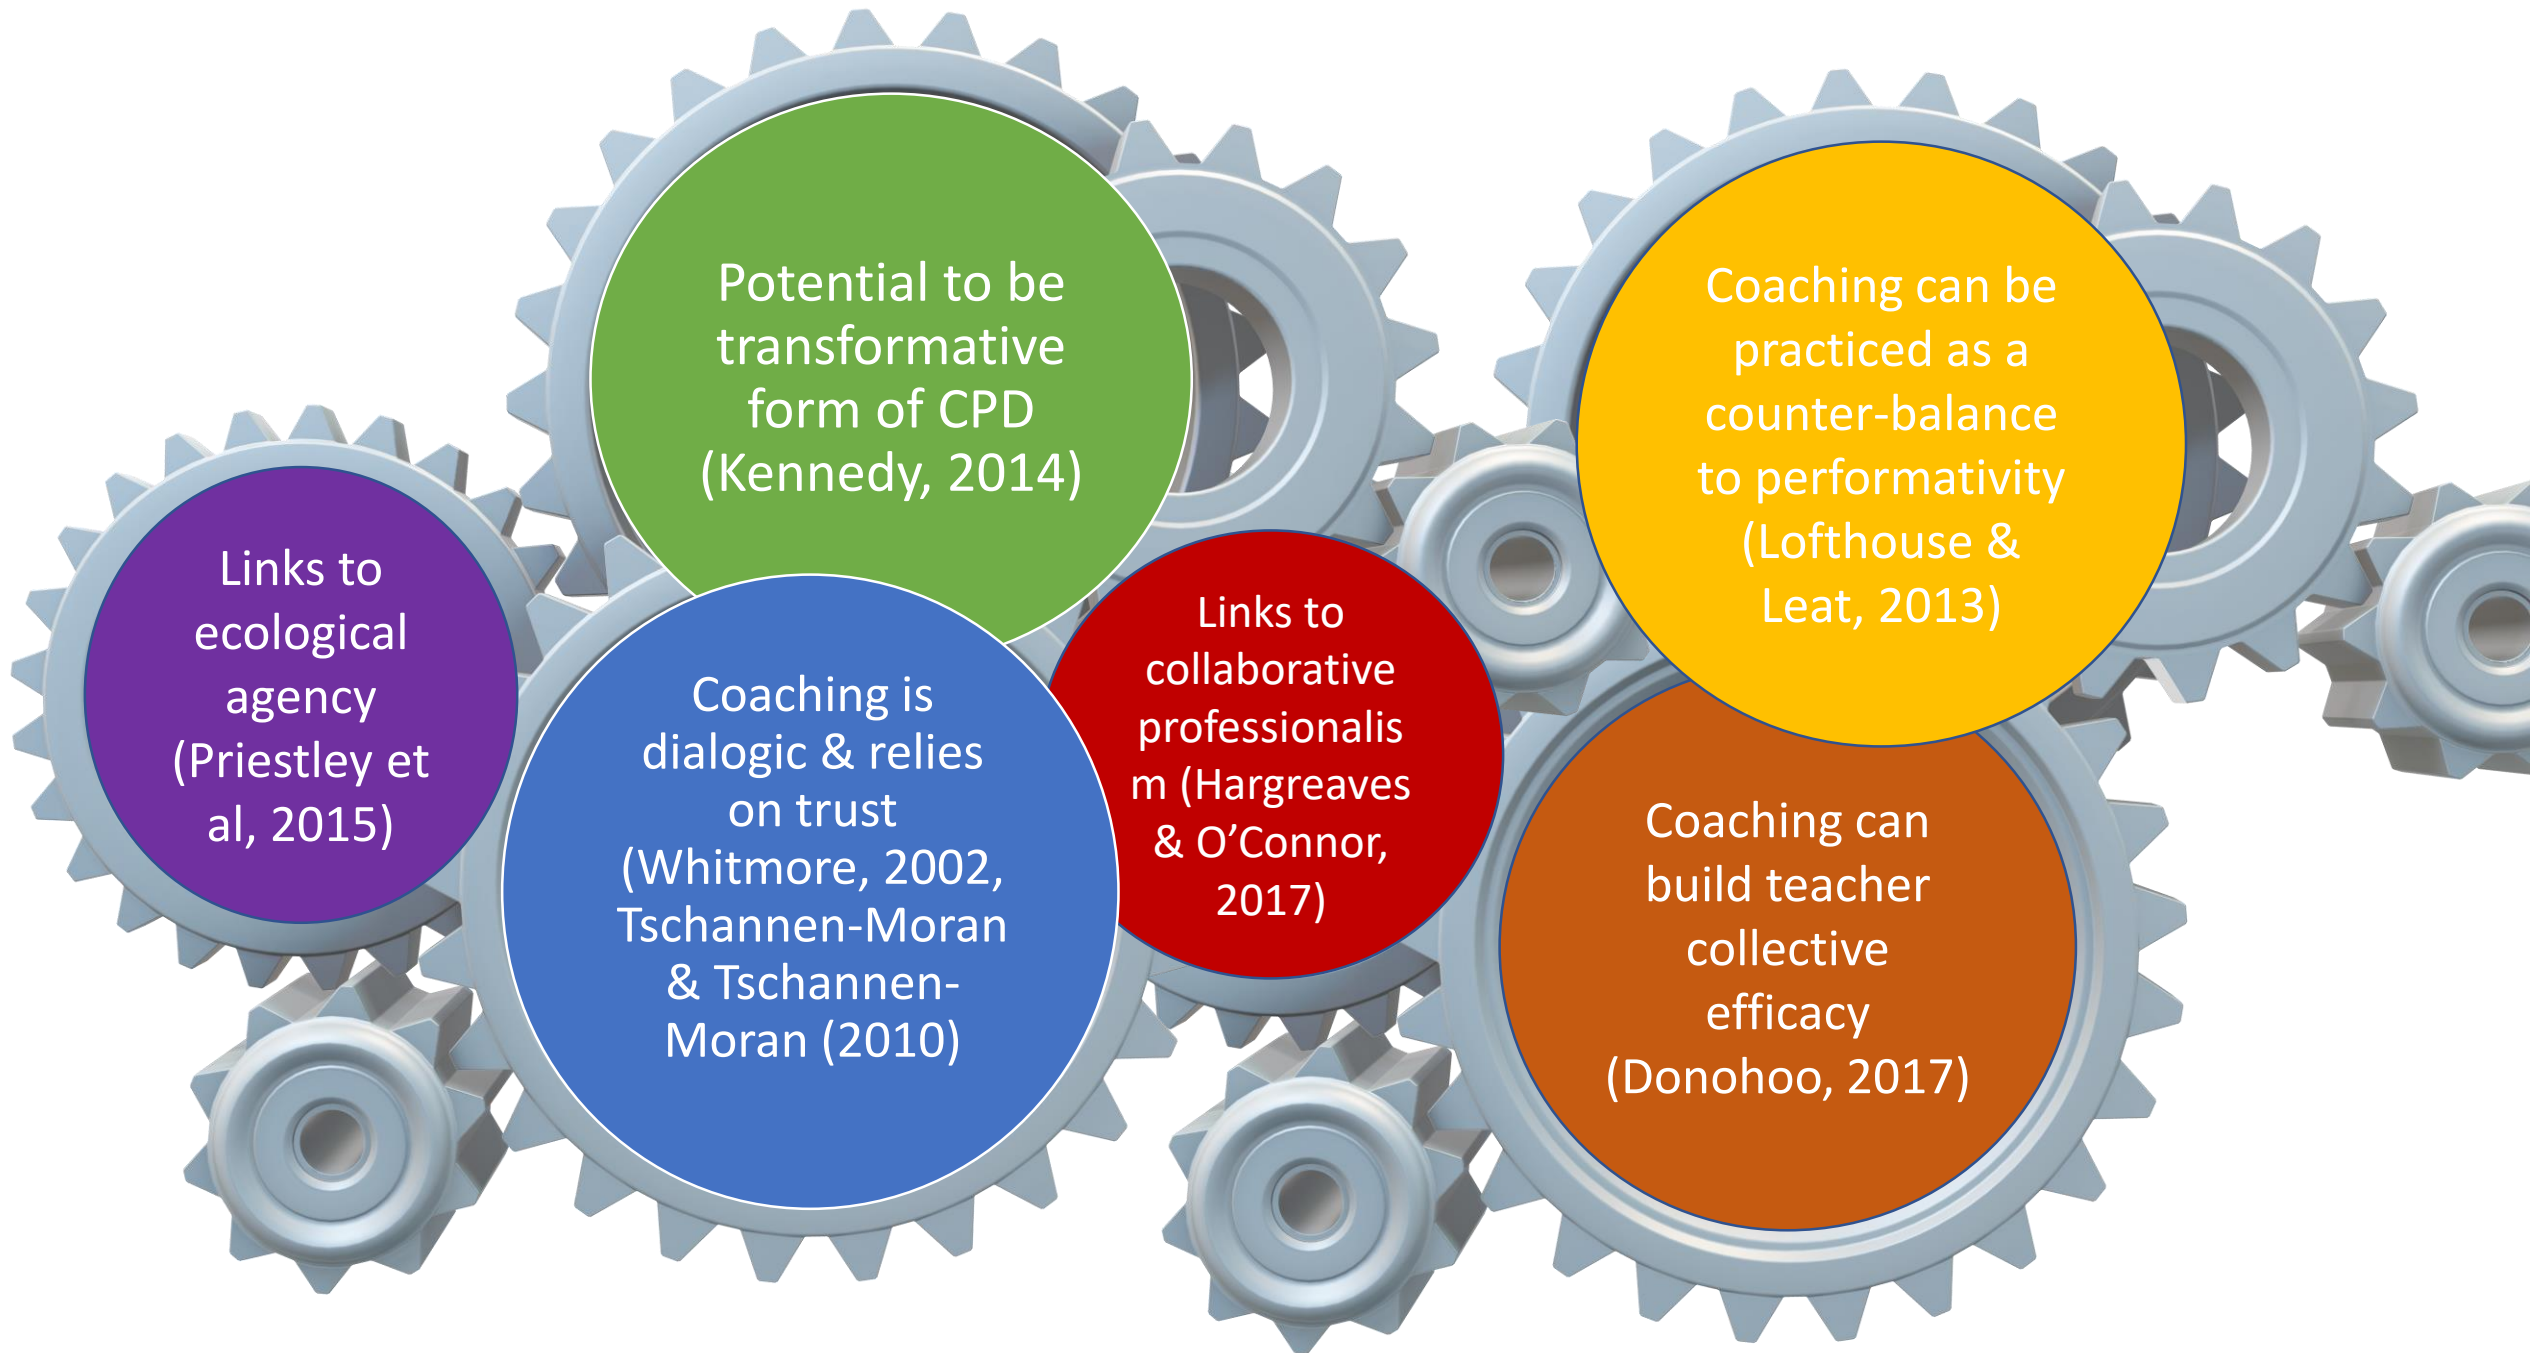 Potential to be
transformative
form of CPD
(Kennedy, 2014)
Coaching can be
practiced as a
counter-balance
to performativity
(Lofthouse &
Leat, 2013)
Links to
ecological
agency
(Priestley et
al, 2015)
Coaching is
dialogic & relies
on trust
(Whitmore, 2002,
Tschannen-Moran
& Tschannen-
Moran (2010)
Links to
collaborative
professionalis
m (Hargreaves
& O’Connor,
2017)
Coaching can
build teacher
collective
efficacy
(Donohoo, 2017)